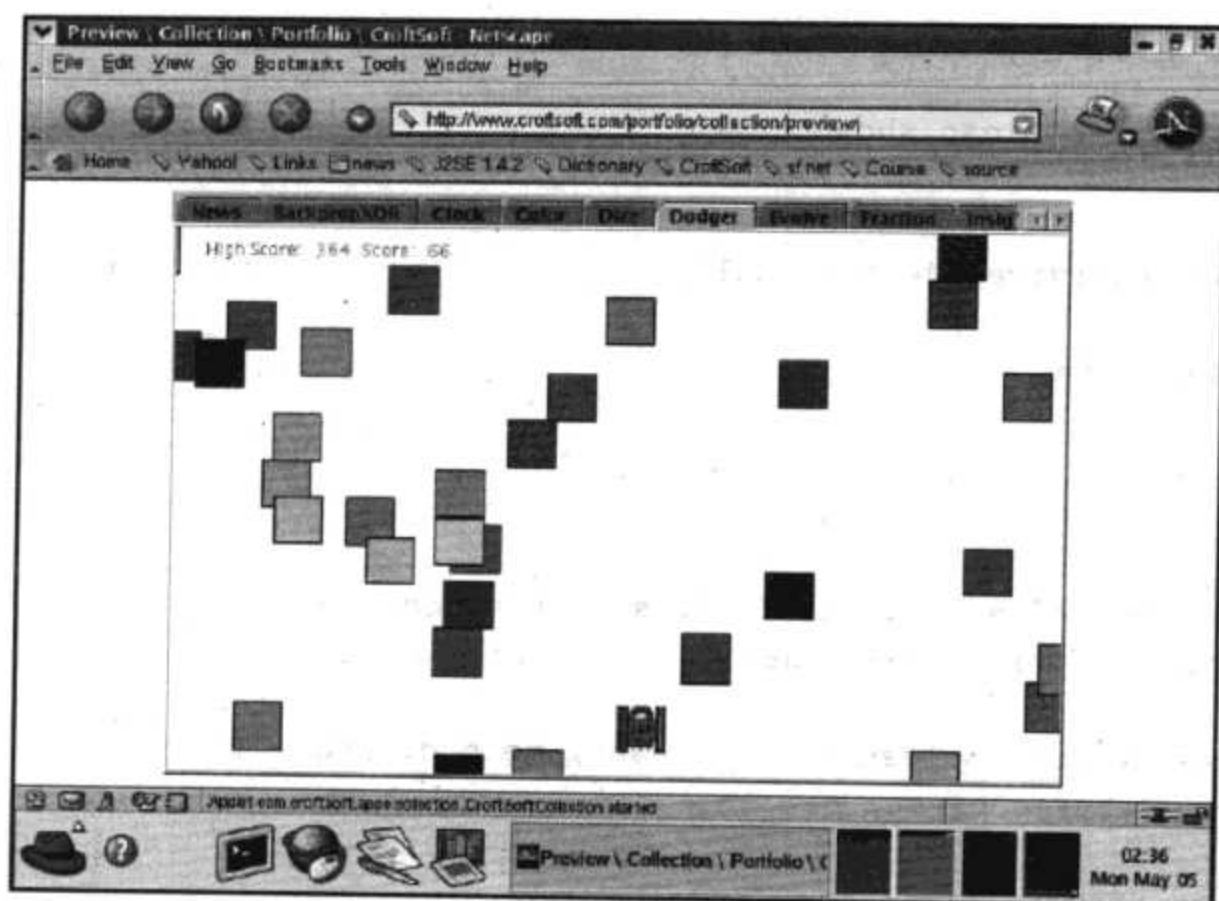 Preview \ Collection \ Portfolio \ CroftSoft - Netscape
File Edit View Go Bookmarks Tools Window Help
http://www.croftsoft.com/portfolio/collection/preview/
Home Yahoo! Links news J2SE 1.4.2 Dictionary CroftSoft sf.net Course source
News BackpropXOR Clock Color Dice Dodger Evolve Fraction Insig
High Score: 364 Score: 66
Applet com.croftsoft.apps.collection.CroftSoftCollection started
Preview \ Collection \ Portfolio \ C
02:36
Mon May 05